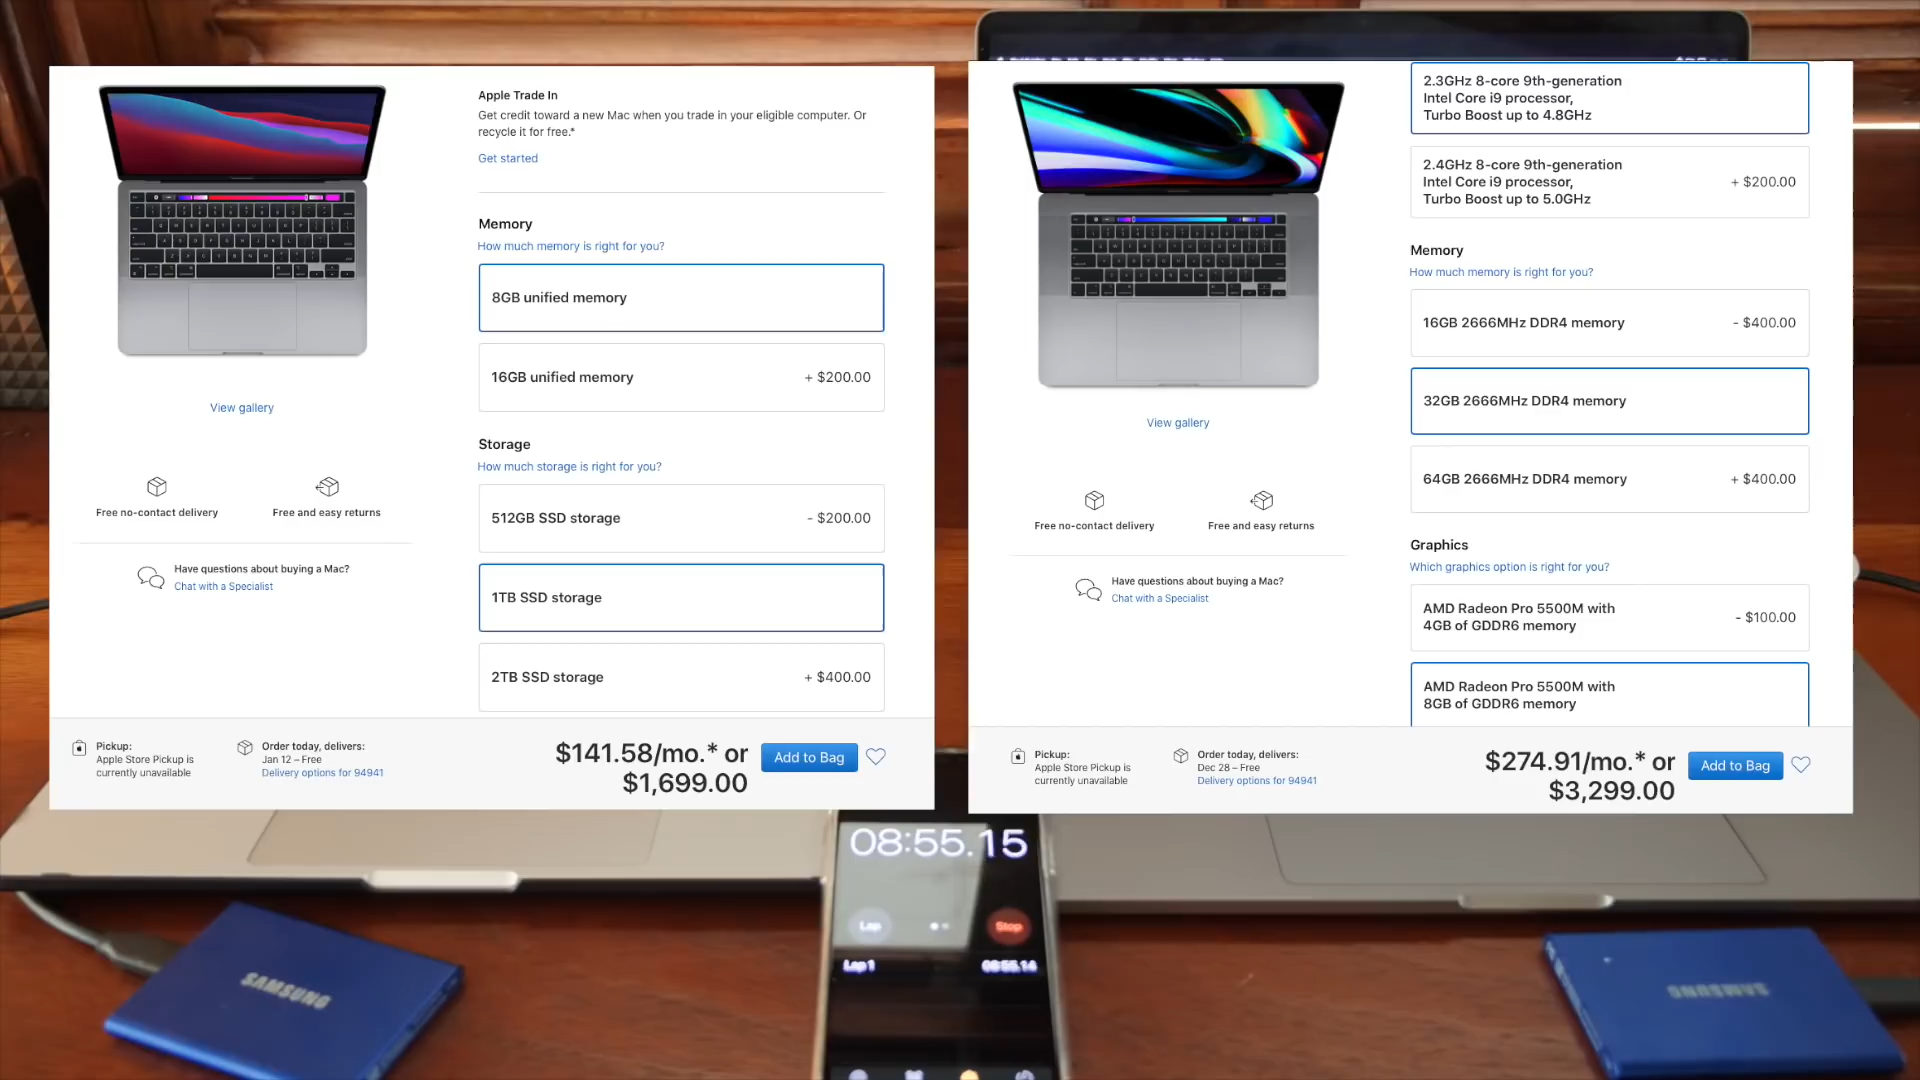 Apple Trade In
Get credit toward a new Mac when you trade in your eligible computer. Or
recycle it for free.*
Get started
Memory
How much memory is right for you?
8GB unified memory
16GB unified memory + $200.00
Storage
How much storage is right for you?
512GB SSD storage - $200.00
1TB SSD storage
2TB SSD storage + $400.00
View gallery
Free no-contact delivery
Free and easy returns
Have questions about buying a Mac?
Chat with a Specialist
Pickup:
Apple Store Pickup is
currently unavailable
Order today, delivers:
Jan 12 – Free
Delivery options for 94941
$141.58/mo.* or
$1,699.00
Add to Bag
2.3GHz 8-core 9th-generation
Intel Core i9 processor,
Turbo Boost up to 4.8GHz
2.4GHz 8-core 9th-generation
Intel Core i9 processor,
Turbo Boost up to 5.0GHz
+ $200.00
Memory
How much memory is right for you?
16GB 2666MHz DDR4 memory - $400.00
32GB 2666MHz DDR4 memory
64GB 2666MHz DDR4 memory + $400.00
Graphics
Which graphics option is right for you?
AMD Radeon Pro 5500M with
4GB of GDDR6 memory
- $100.00
AMD Radeon Pro 5500M with
8GB of GDDR6 memory
View gallery
Free no-contact delivery
Free and easy returns
Have questions about buying a Mac?
Chat with a Specialist
Pickup:
Apple Store Pickup is
currently unavailable
Order today, delivers:
Dec 28 – Free
Delivery options for 94941
$274.91/mo.* or
$3,299.00
Add to Bag
08:55.15
Lap
Stop
Lap 1 08:55.14
SAMSUNG
SAMSUNG